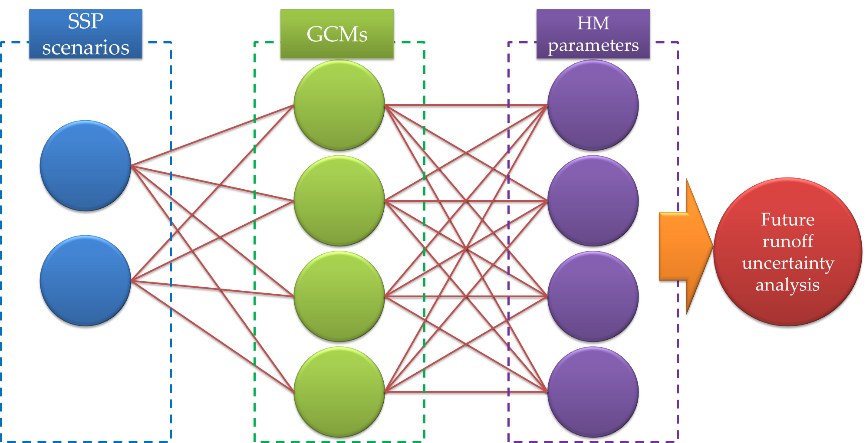 SSP
scenarios
GCMs
HM
parameters
Future
runoff
uncertainty
analysis